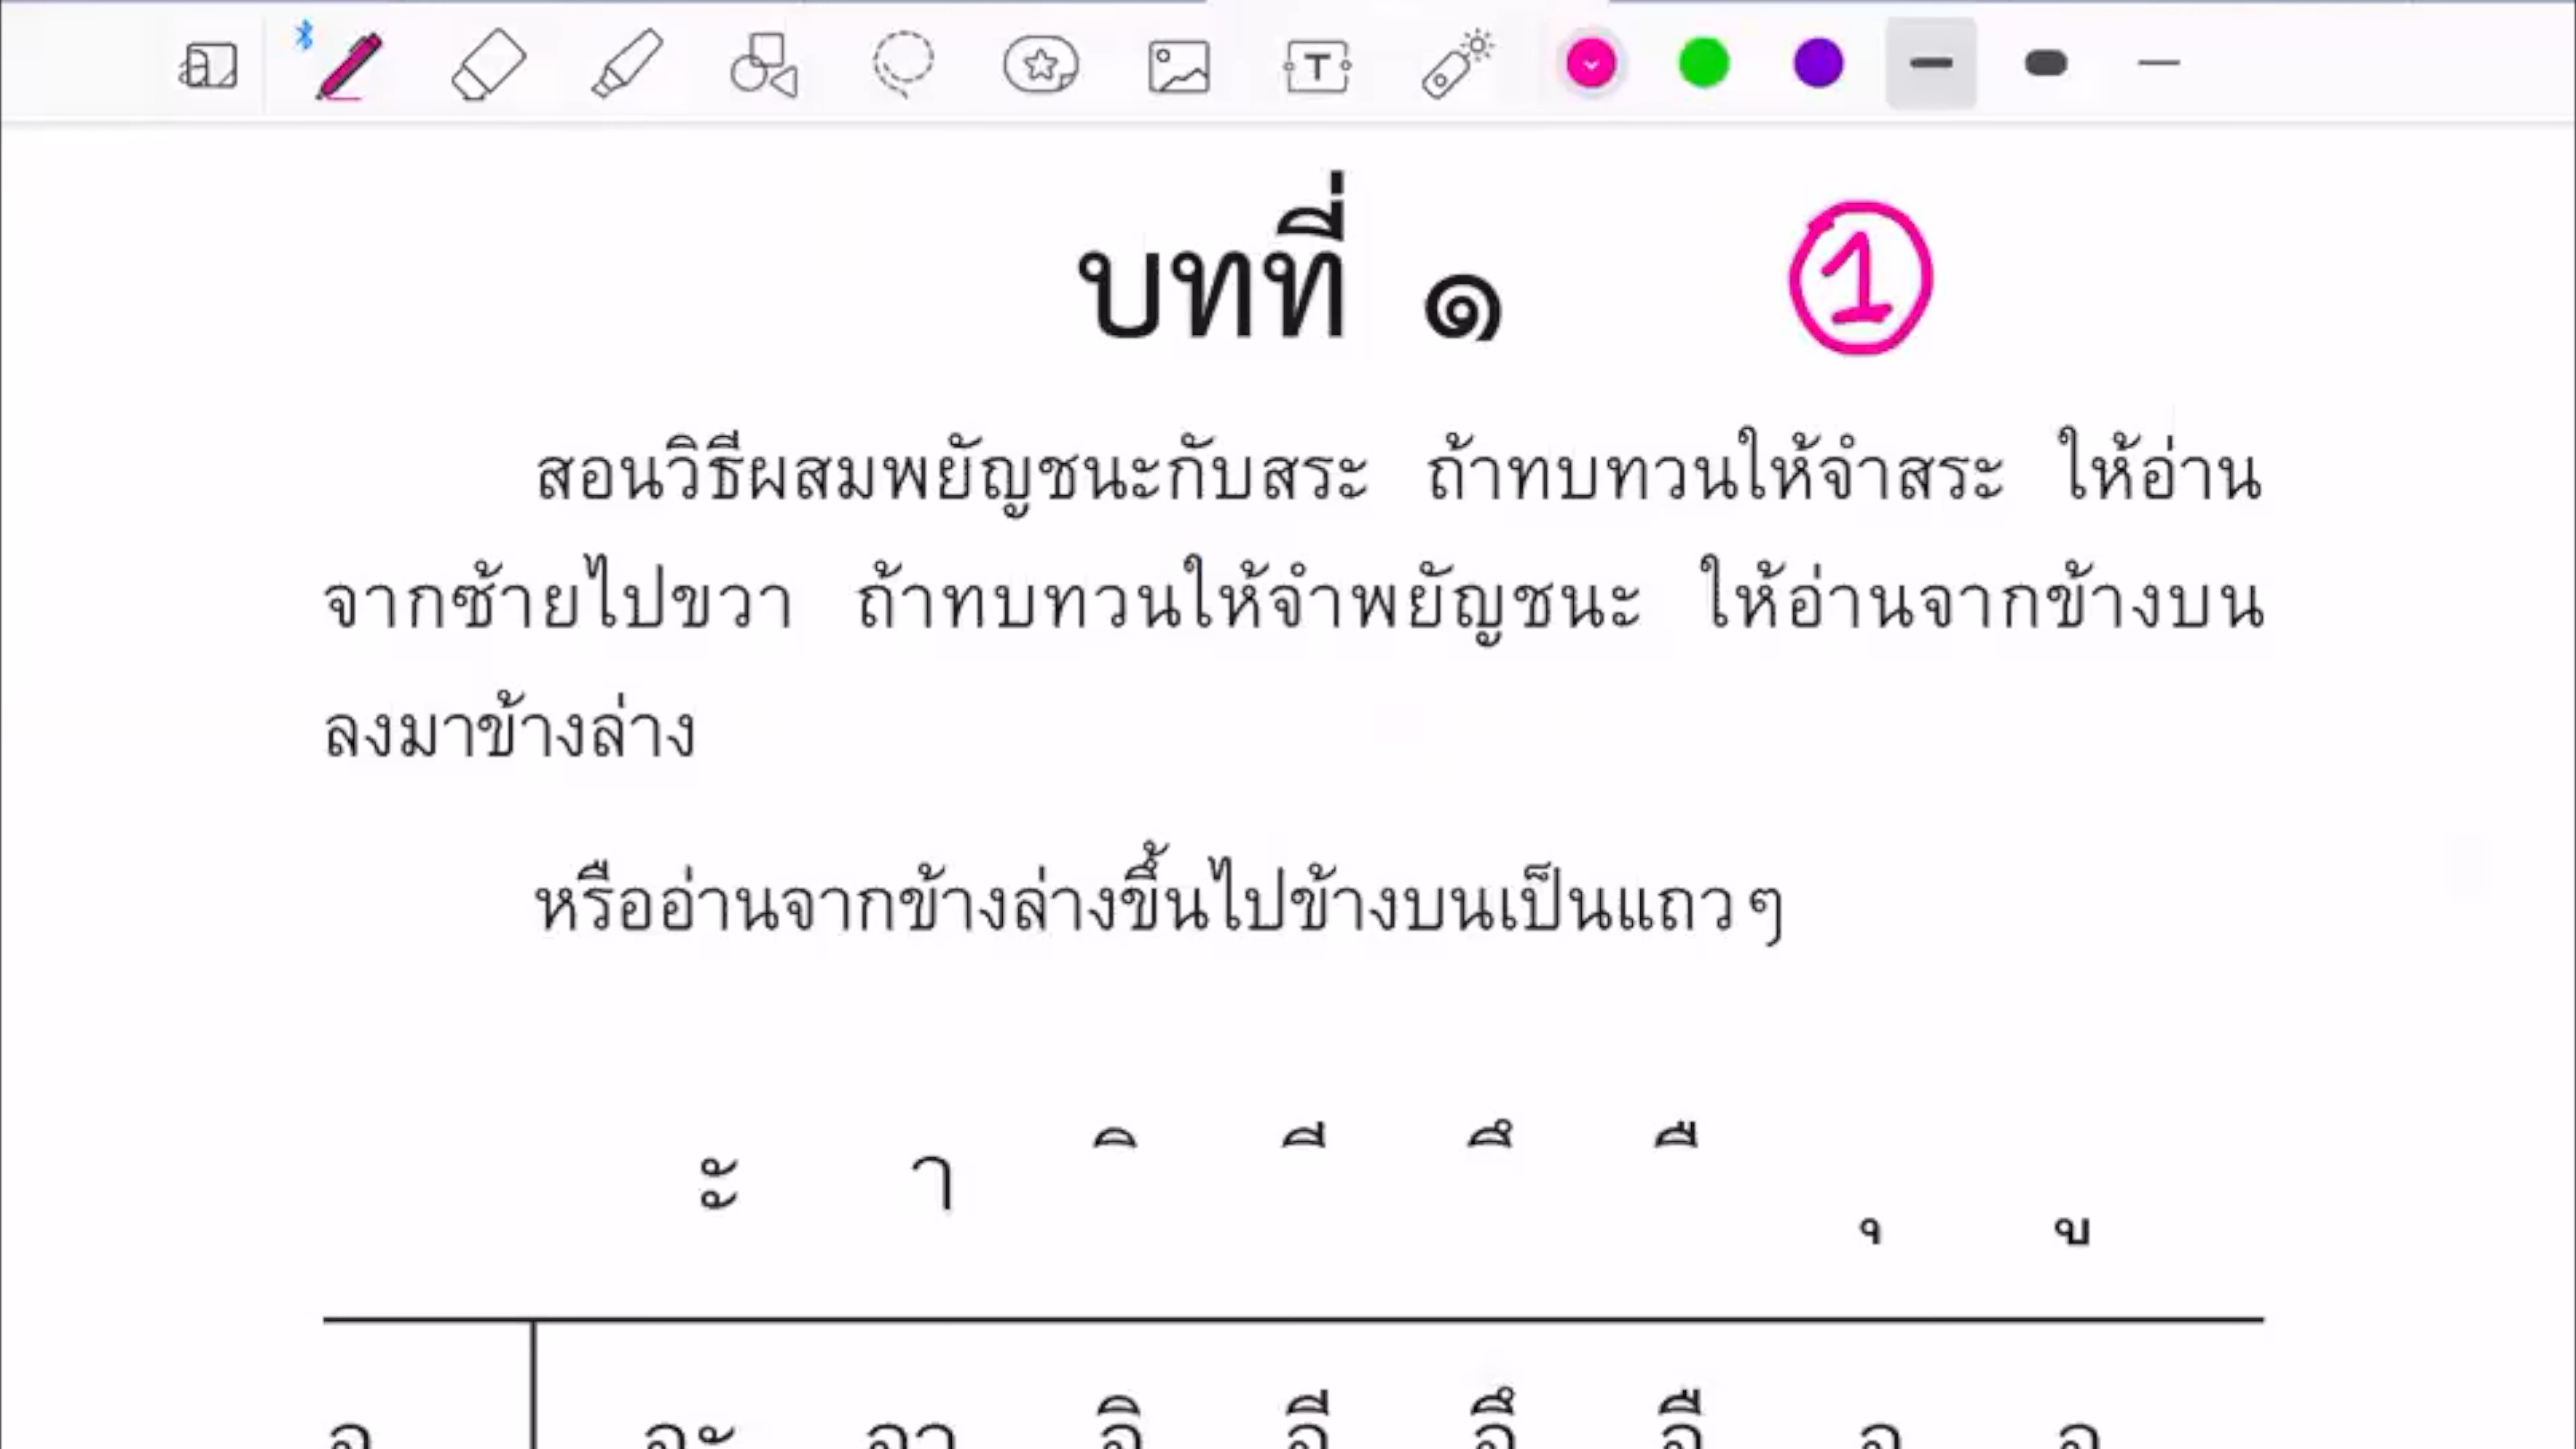 บทที่ ๑ 1
สอนวิธีผสมพยัญชนะกับสระ ถ้าทบทวนให้จำสระ ให้อ่าน
จากซ้ายไปขวา ถ้าทบทวนให้จำพยัญชนะ ให้อ่านจากข้างบน
ลงมาข้างล่าง
หรืออ่านจากข้างล่างขึ้นไปข้างบนเป็นแถวๆ
ะ า ิ ี ึ ื ุ ู